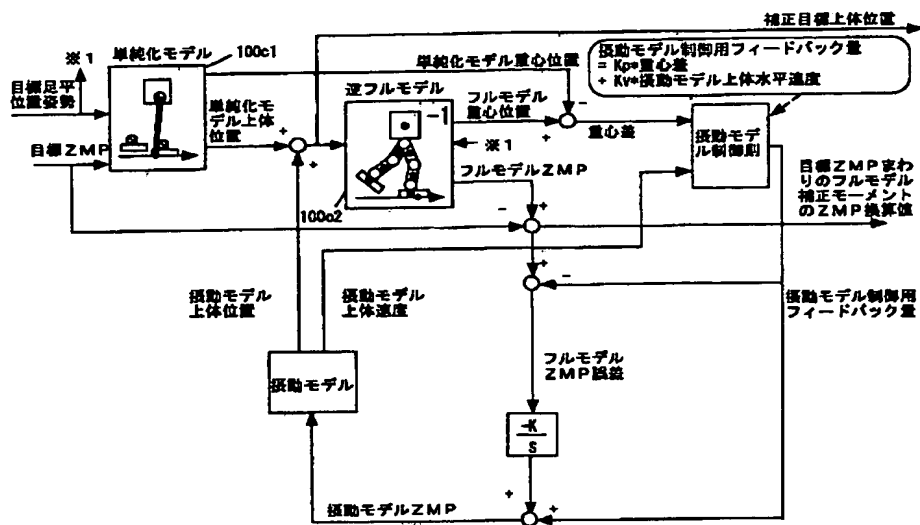 補正目標上体位置
※1
単純化モデル
100c1
目標足平
位置姿勢
目標ZMP
単純化モ
デル上体
位置
単純化モデル重心位置
逆フルモデル
-1
フルモデル
重心位置
※1
フルモデルZMP
100c2
摂動モデル制御用フィードバック量
= Kp*重心差
+ Kv*摂動モデル上体水平速度
重心差
摂動モデ
ル制御則
目標ZMPまわ
りのフルモデル
補正モーメント
のZMP換算値
摂動モデル
上体位置
摂動モデル
上体速度
摂動モデル制御用
フィードバック量
摂動モデル
フルモデル
ZMP誤差
-K
S
摂動モデルZMP